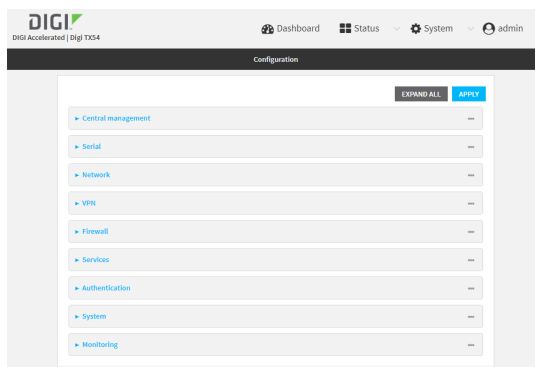 DIGI
Dashboard Status System admin
DIGI Accelerated | Digi TX54
Configuration
EXPAND ALL APPLY
Central management
Serial
Network
VPN
Firewall
Services
Authentication
System
Monitoring